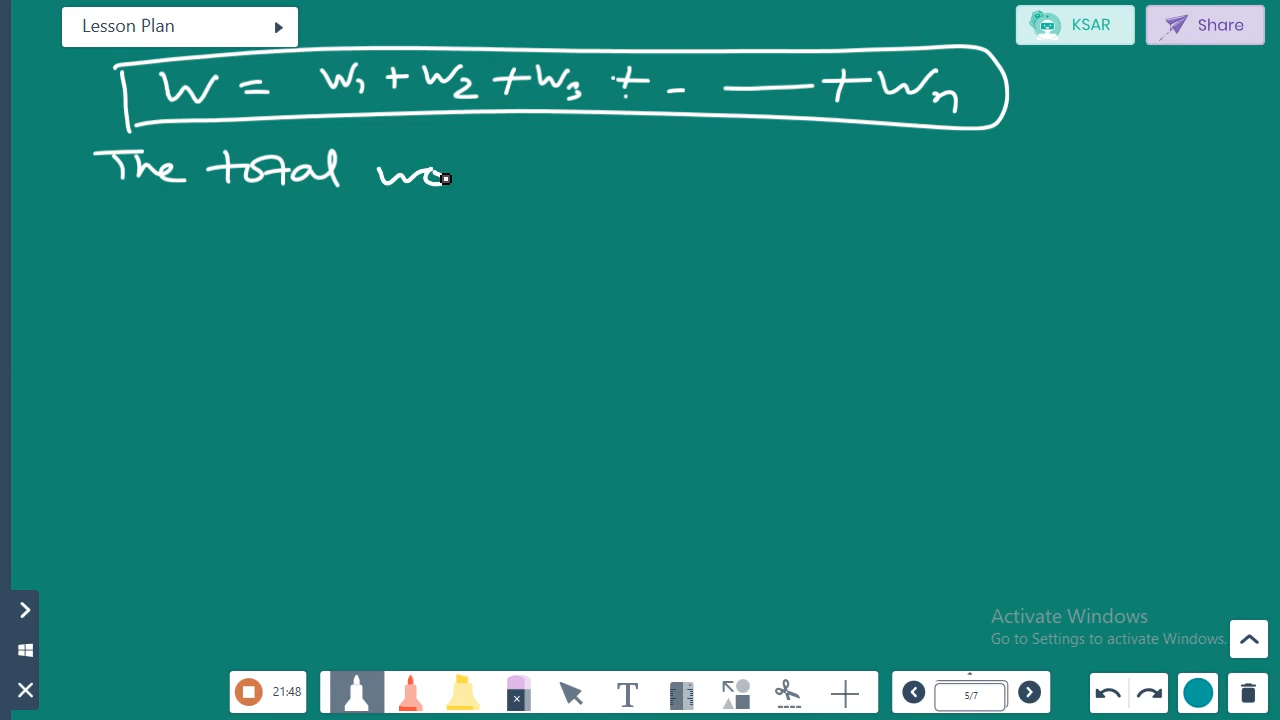 Lesson Plan
KSAR
Share
W = W1 + W2 + W3 + - — + Wn
The total wo
Activate Windows
Go to Settings to activate Windows.
21:48
T
5/7